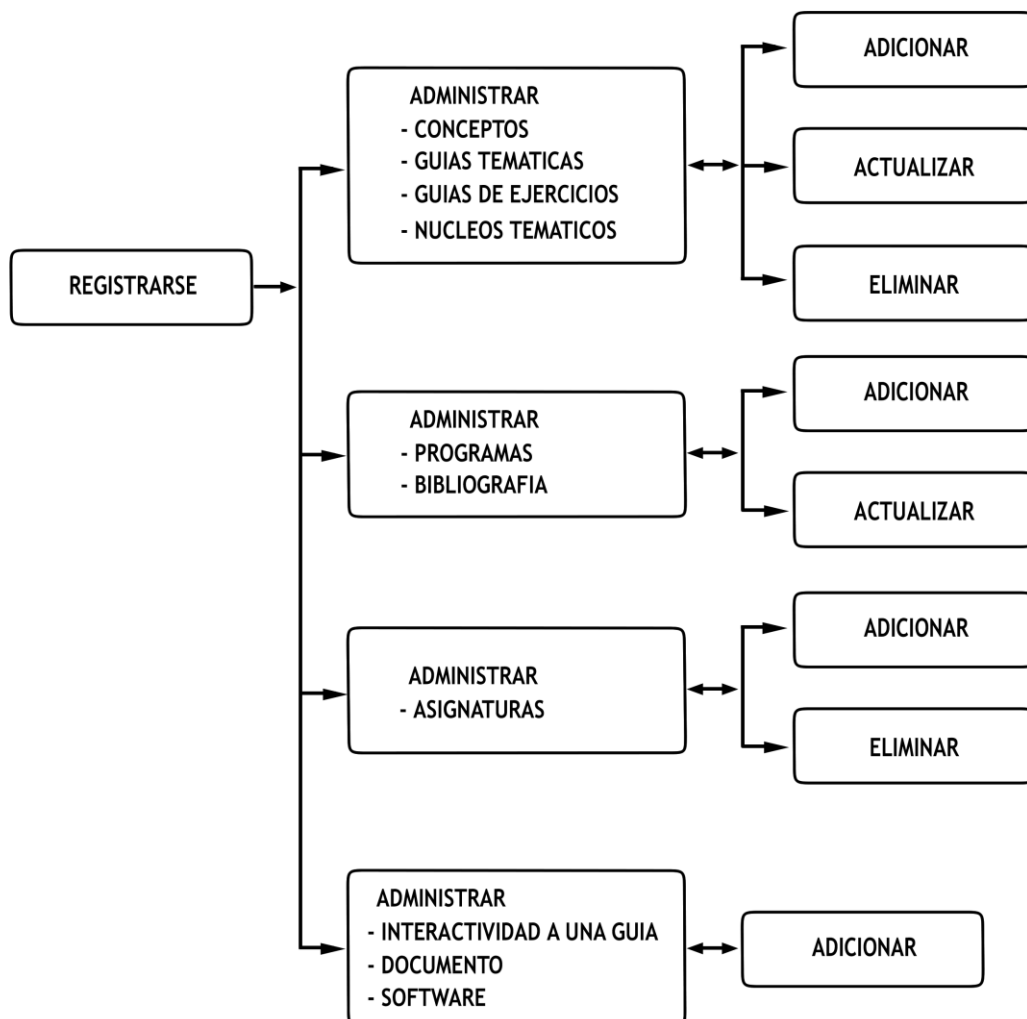 REGISTRARSE
ADMINISTRAR
- CONCEPTOS
- GUIAS TEMATICAS
- GUIAS DE EJERCICIOS
- NUCLEOS TEMATICOS
ADICIONAR
ACTUALIZAR
ELIMINAR
ADMINISTRAR
- PROGRAMAS
- BIBLIOGRAFIA
ADICIONAR
ACTUALIZAR
ADMINISTRAR
- ASIGNATURAS
ADICIONAR
ELIMINAR
ADMINISTRAR
- INTERACTIVIDAD A UNA GUIA
- DOCUMENTO
- SOFTWARE
ADICIONAR